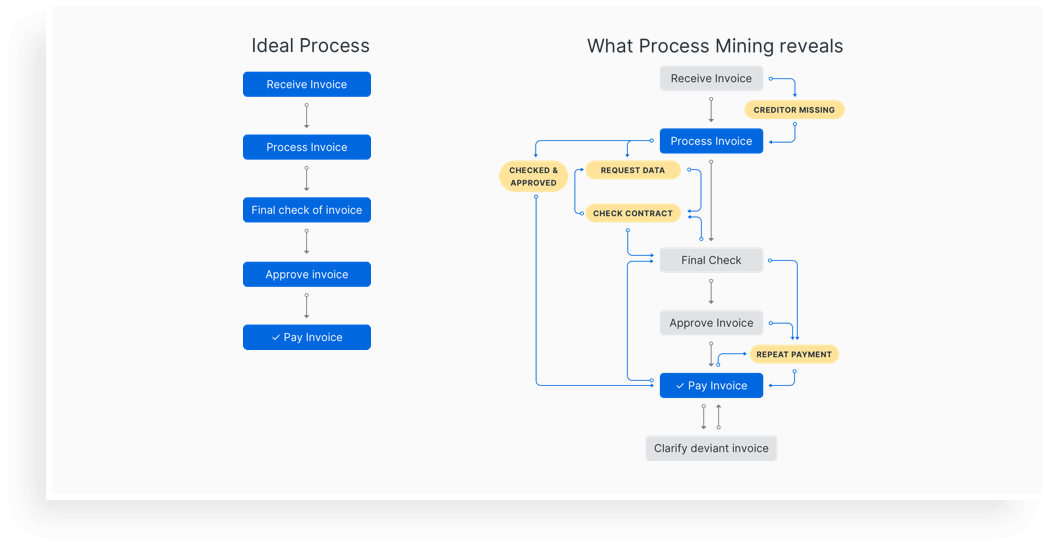 Ideal Process
Receive Invoice
Process Invoice
Final check of invoice
Approve invoice
✓ Pay Invoice
What Process Mining reveals
Receive Invoice
CREDITOR MISSING
Process Invoice
CHECKED &
APPROVED
REQUEST DATA
CHECK CONTRACT
Final Check
Approve Invoice
REPEAT PAYMENT
✓ Pay Invoice
Clarify deviant invoice